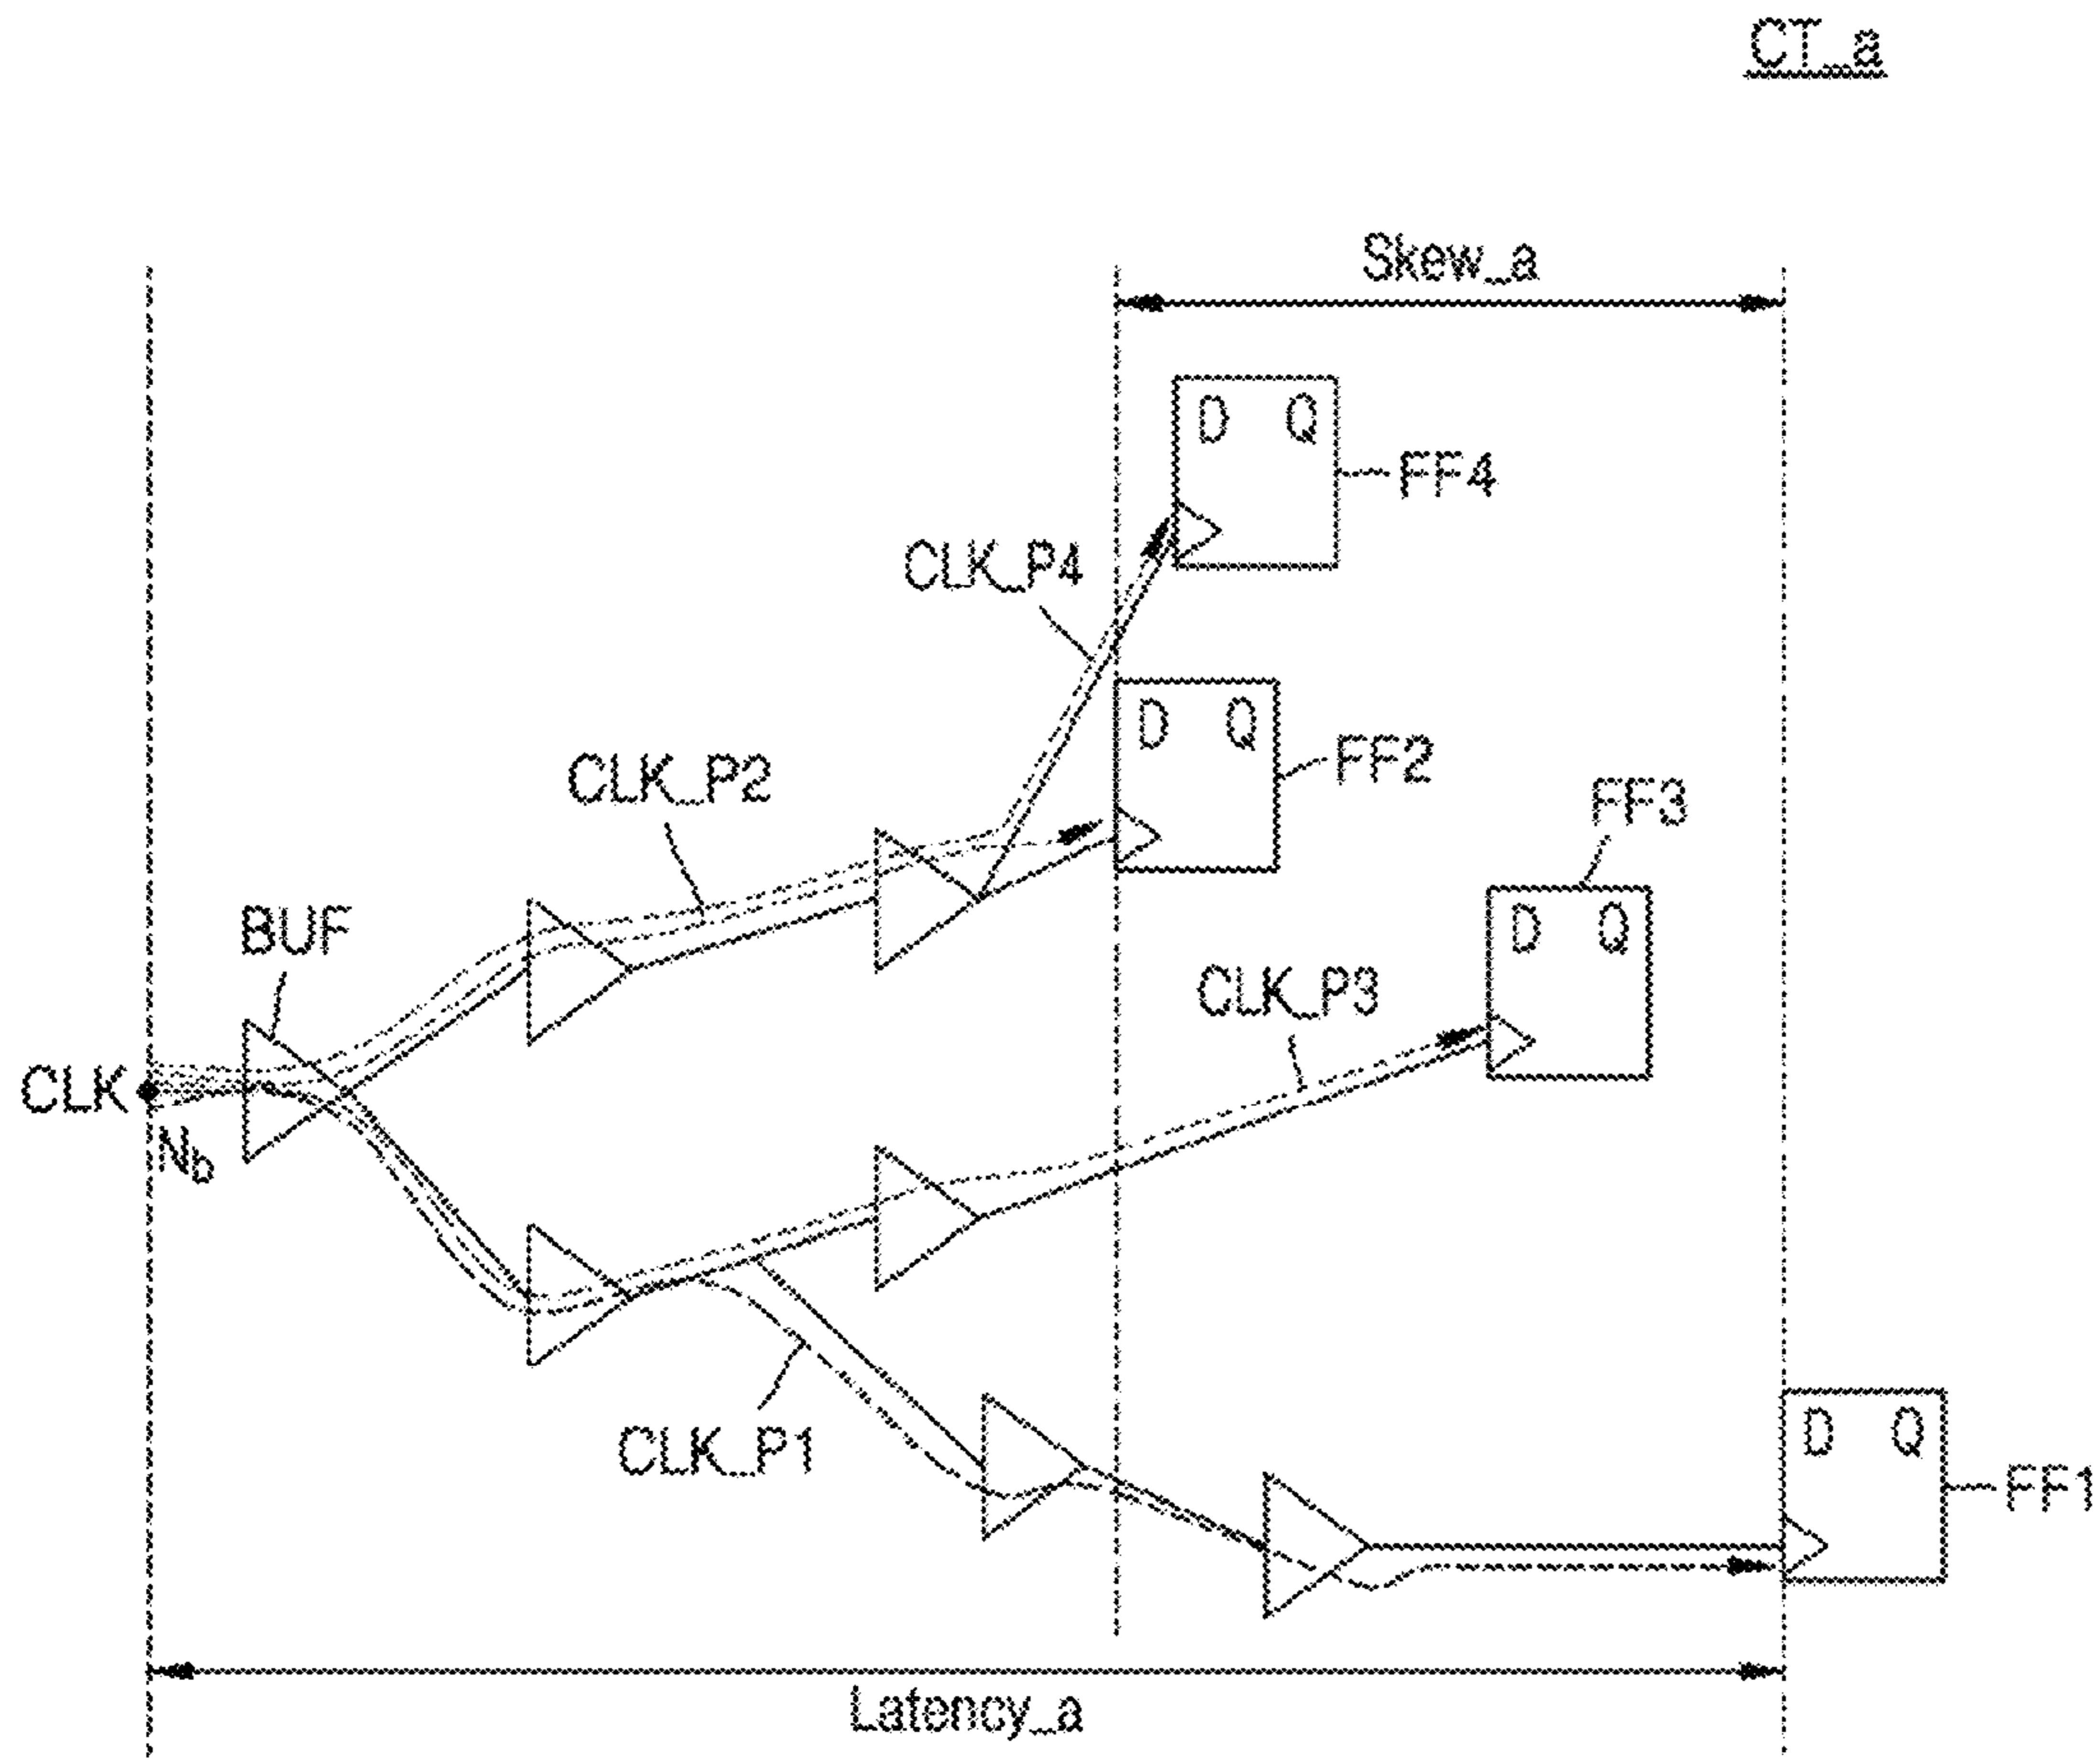 CT_a
Skew_a
D Q
FF4
CLK_P4
D Q
FF2
CLK_P2
FF3
D Q
BUF
CLK_P3
CLK
Nb
D Q
CLK_P1
FF1
Latency_a